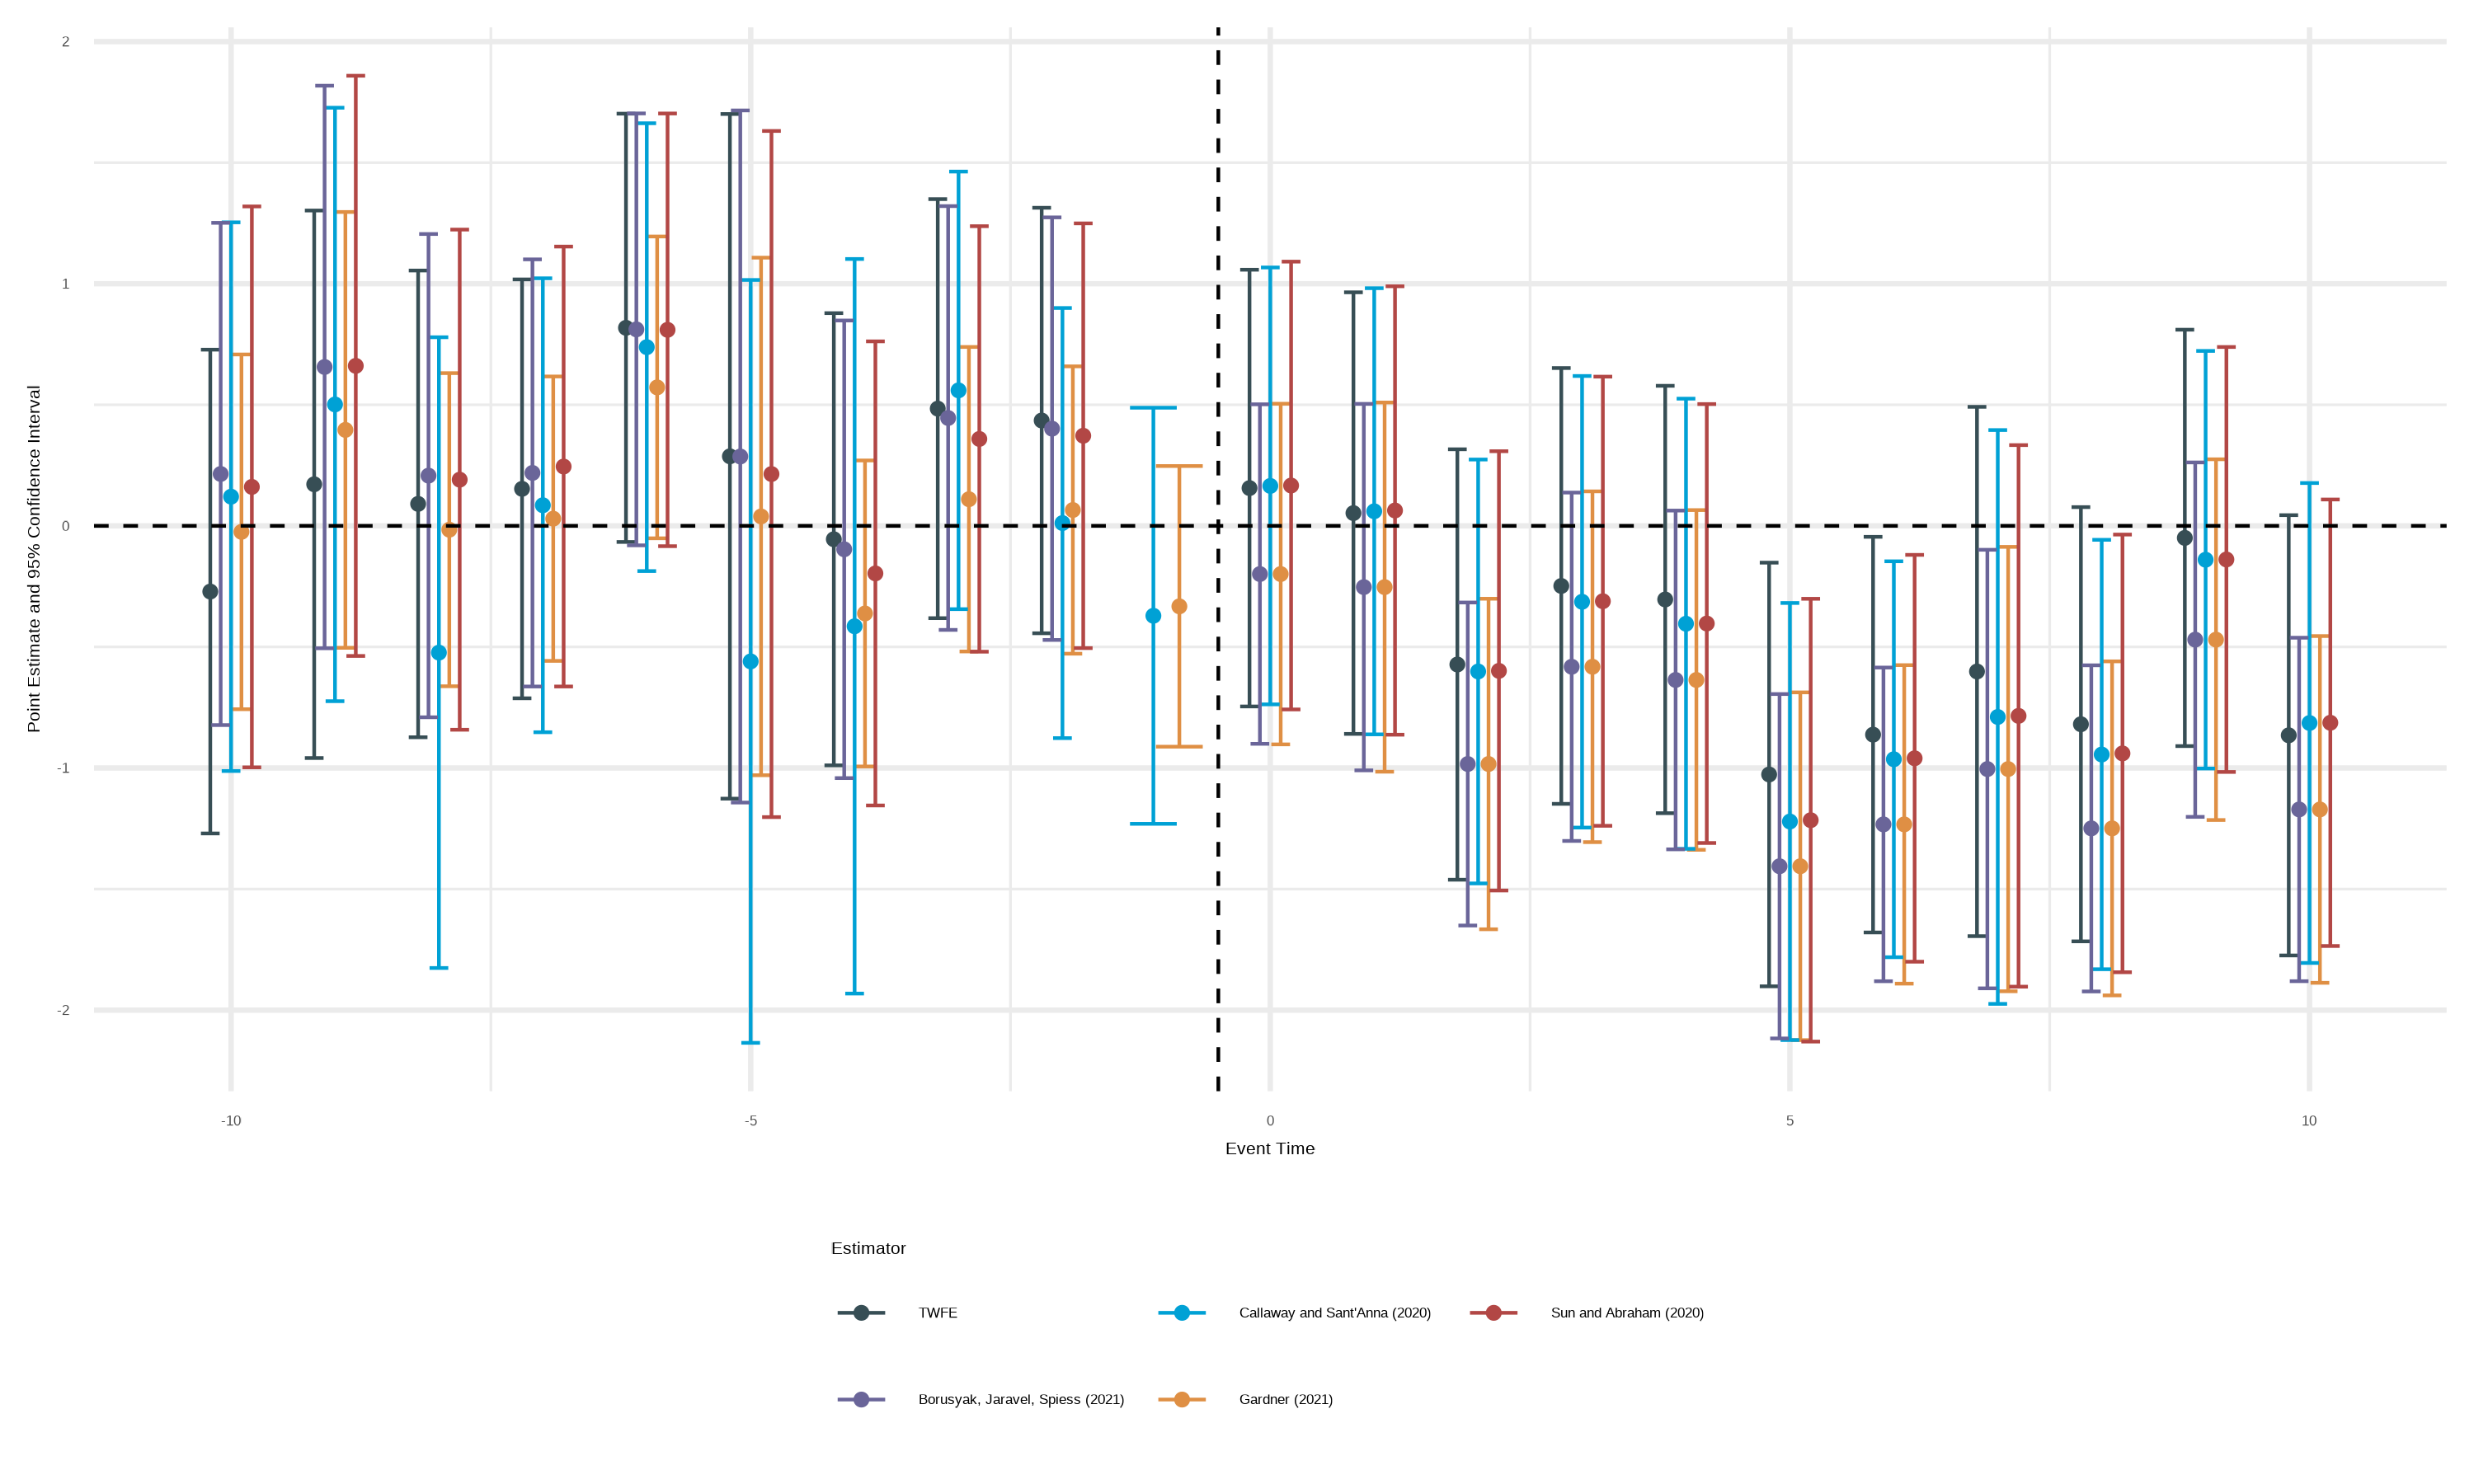 2
1
0
-1
-2
Point Estimate and 95% Confidence Interval
-10
-5
0
5
10
Event Time
Estimator
TWFE
Callaway and Sant'Anna (2020)
Sun and Abraham (2020)
Borusyak, Jaravel, Spiess (2021)
Gardner (2021)